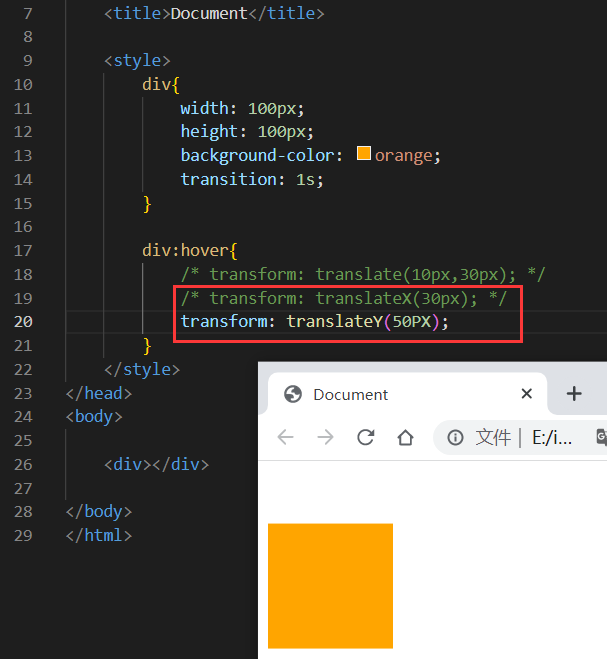 7 <title>Document</title>
8
9 <style>
10 div{
11 width: 100px;
12 height: 100px;
13 background-color: orange;
14 transition: 1s;
15 }
16
17 div:hover{
18 /* transform: translate(10px,30px); */
19 /* transform: translateX(30px); */
20 transform: translateY(50PX);
21 }
22 </style>
23 </head>
24 <body>
25
26 <div></div>
27
28 </body>
29 </html>
Document
文件 | E:/i...
G